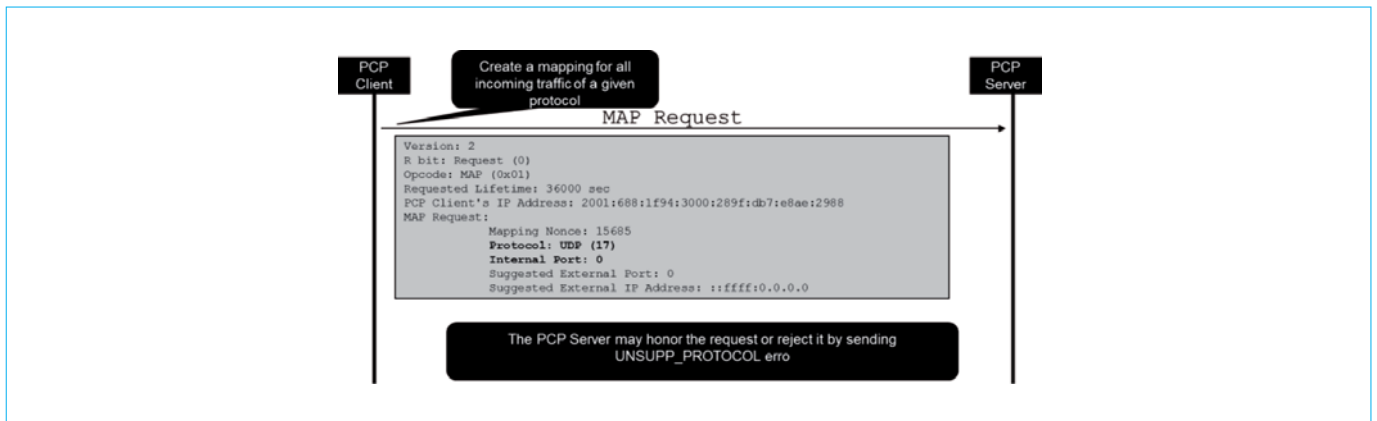 PCP
Client
Create a mapping for all
incoming traffic of a given
protocol
PCP
Server
MAP Request
Version: 2
R bit: Request (0)
Opcode: MAP (0x01)
Requested Lifetime: 36000 sec
PCP Client's IP Address: 2001:688:1f94:3000:289f:db7:e8ae:2988
MAP Request:
Mapping Nonce: 15685
Protocol: UDP (17)
Internal Port: 0
Suggested External Port: 0
Suggested External IP Address: ::ffff:0.0.0.0
The PCP Server may honor the request or reject it by sending
UNSUPP_PROTOCOL erro